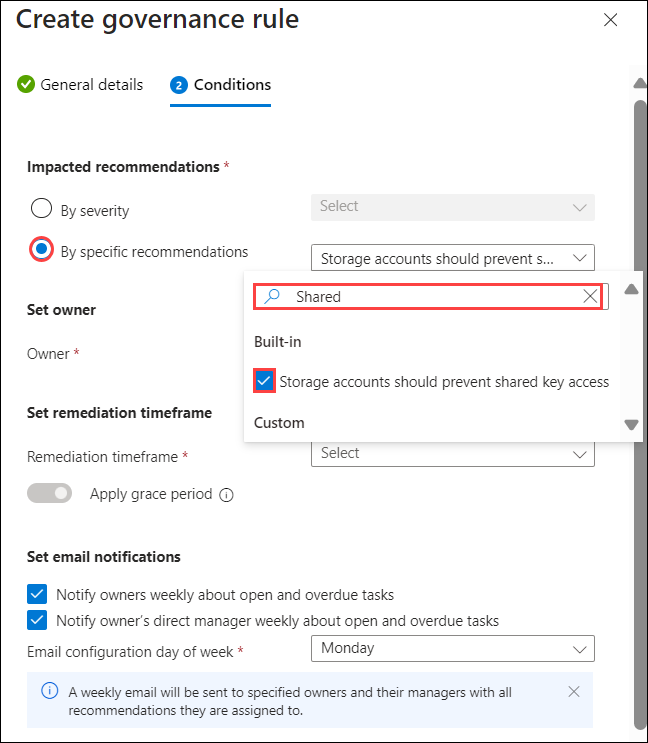 Create governance rule
General details
2 Conditions
Impacted recommendations *
By severity
Select
By specific recommendations
Storage accounts should prevent s...
Shared
Built-in
Storage accounts should prevent shared key access
Custom
Set owner
Owner *
Set remediation timeframe
Remediation timeframe *
Select
Apply grace period
Set email notifications
Notify owners weekly about open and overdue tasks
Notify owner's direct manager weekly about open and overdue tasks
Email configuration day of week *
Monday
A weekly email will be sent to specified owners and their managers with all
recommendations they are assigned to.